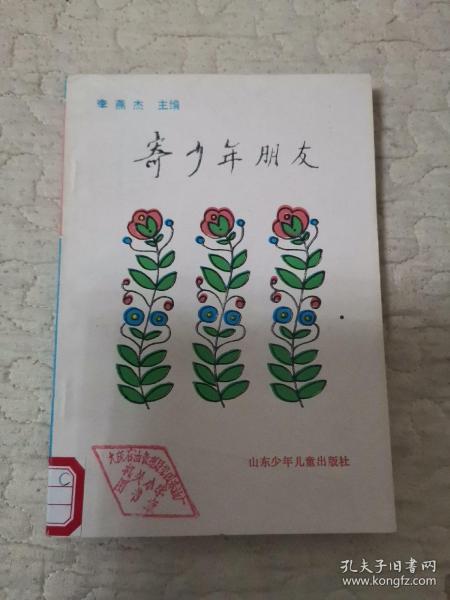 李燕杰 主编
寄少年朋友
山东少年儿童出版社
孔夫子旧书网
www.kongfz.com